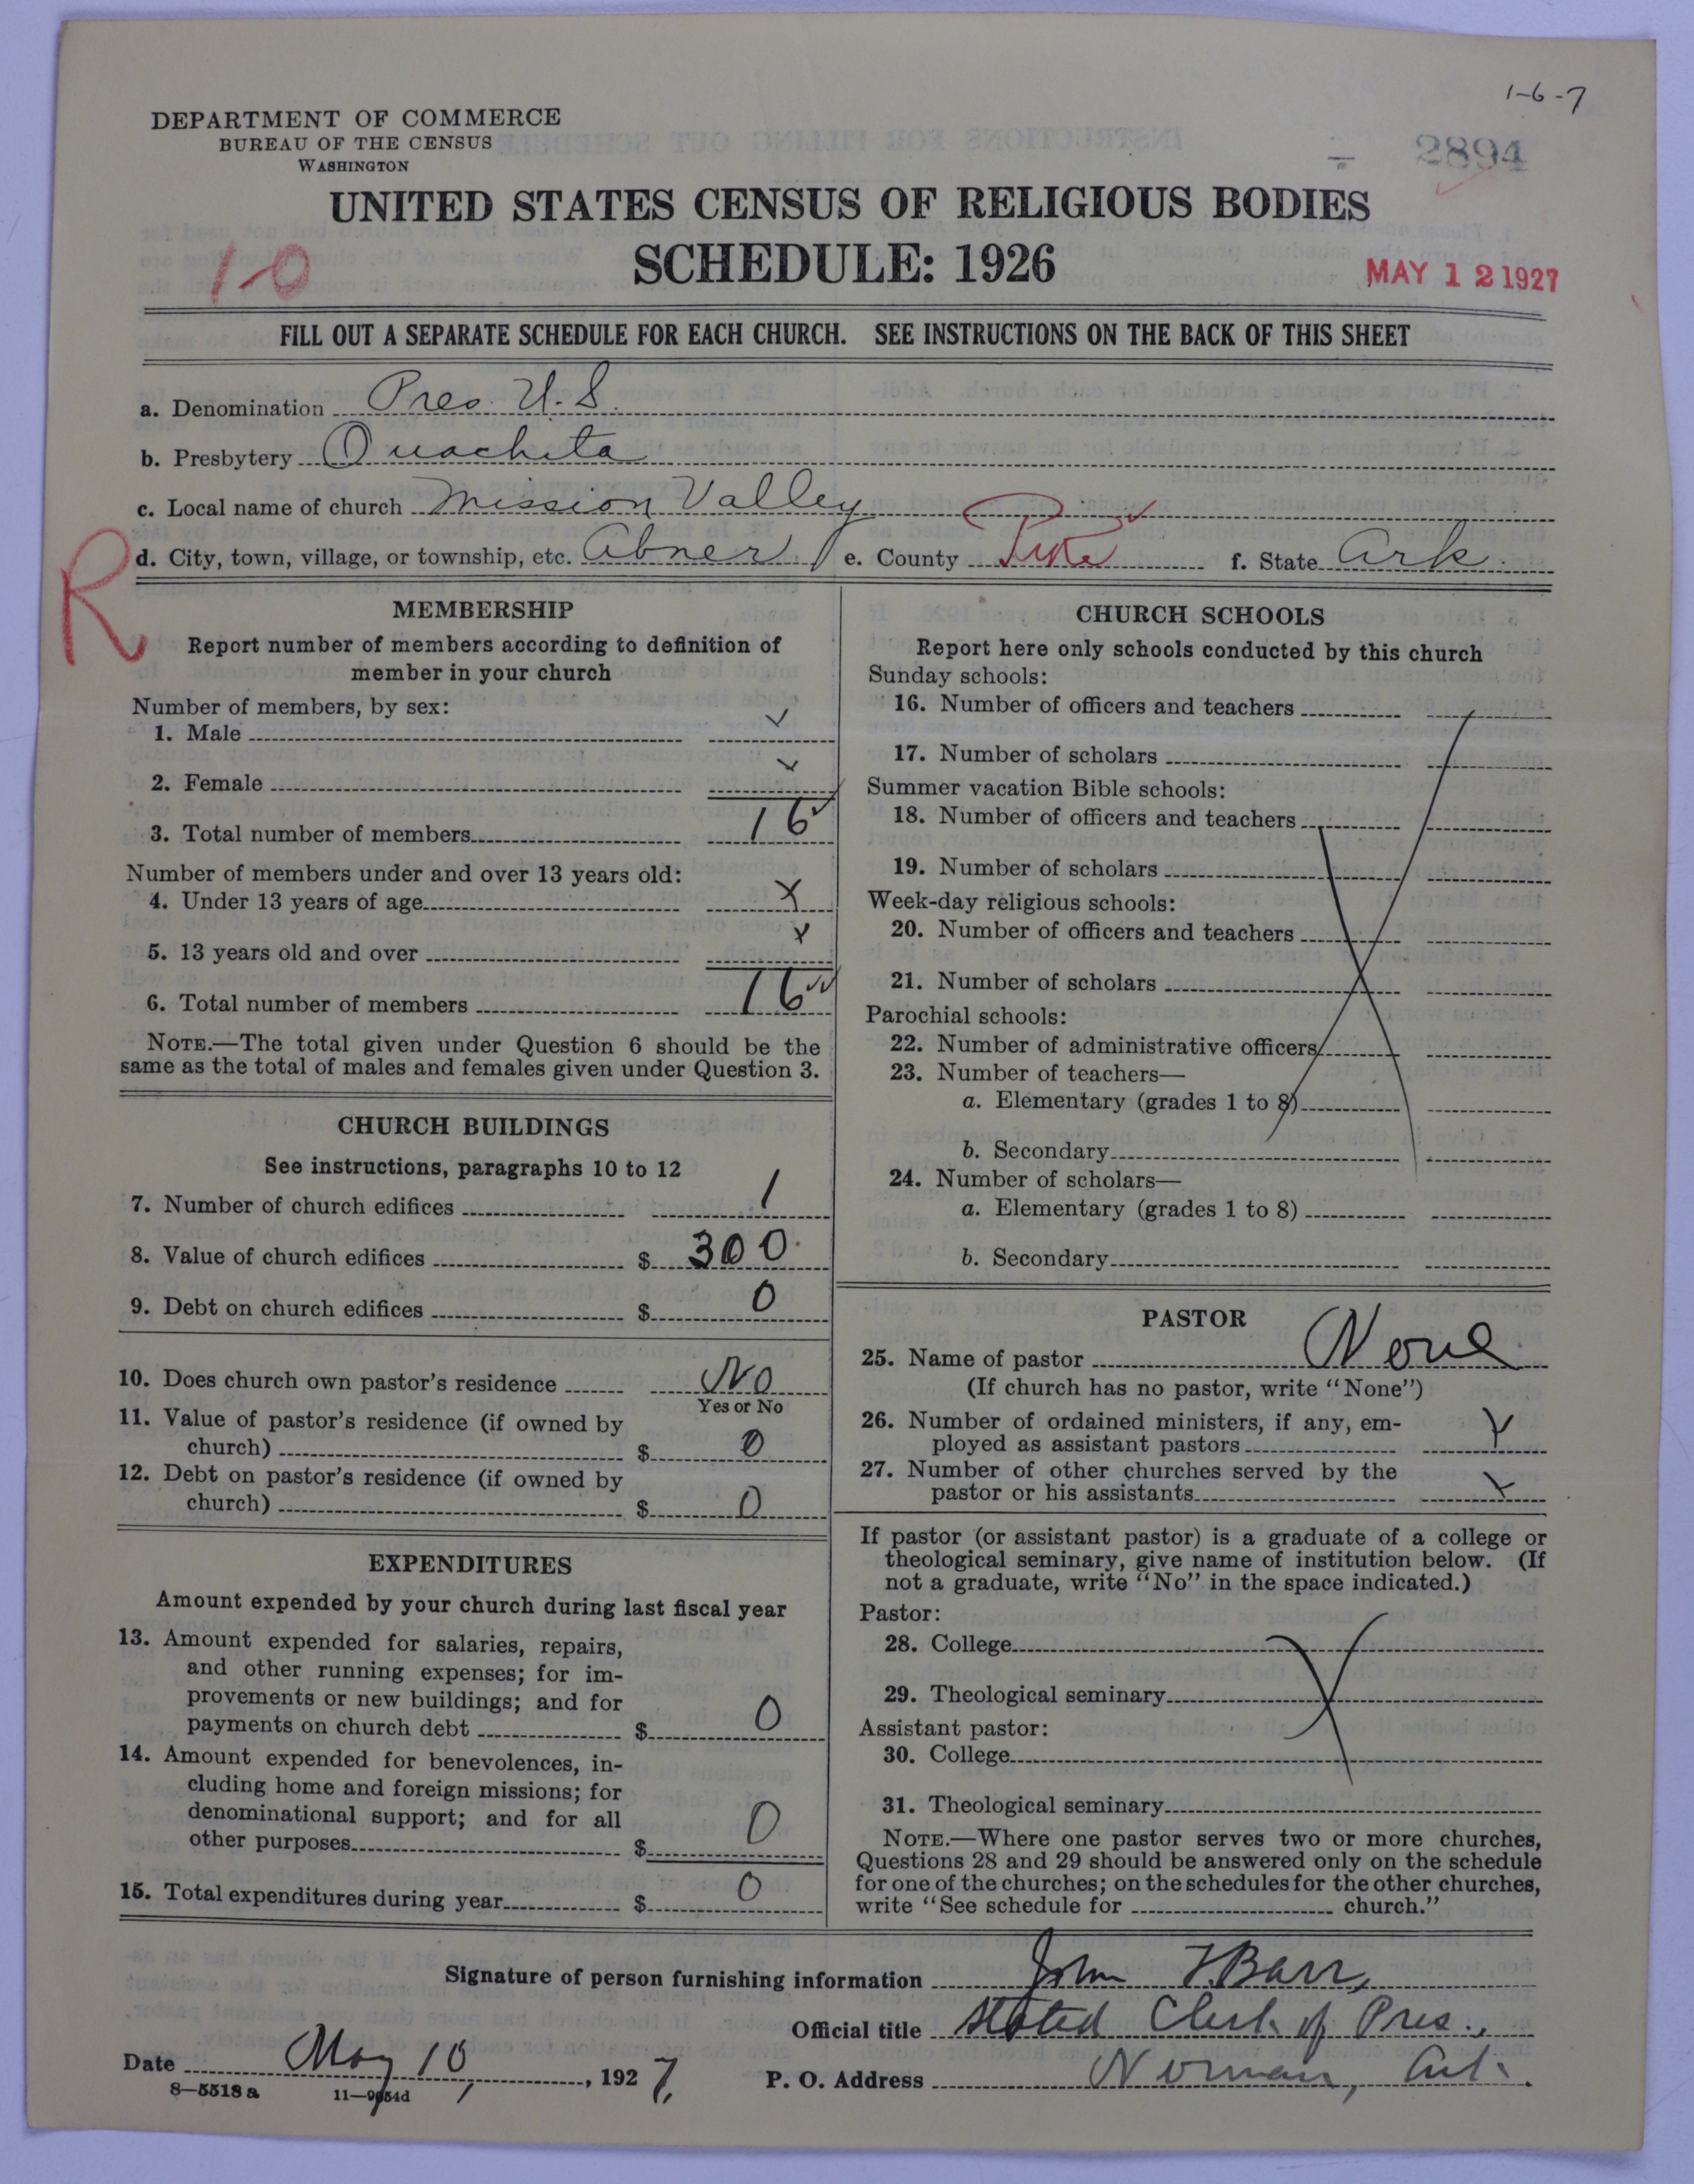 1-6-7
DEPARTMENT OF COMMERCE
BUREAU OF THE CENSUS
WASHINGTON
2894
UNITED STATES CENSUS OF RELIGIOUS BODIES
SCHEDULE: 1926
1-0
MAY 12 1927
FILL OUT A SEPARATE SCHEDULE FOR EACH CHURCH. SEE INSTRUCTIONS ON THE BACK OF THIS SHEET
a. Denomination Pres. U.S.
b. Presbytery Ouachita
c. Local name of church Mission Valley
d. City, town, village, or township, etc. Abner e. County Pike f. State Ark.
R
MEMBERSHIP
Report number of members according to definition of
member in your church
Number of members, by sex:
1. Male
2. Female
3. Total number of members 16
Number of members under and over 13 years old:
4. Under 13 years of age X
5. 13 years old and over X
6. Total number of members 16
NOTE.—The total given under Question 6 should be the
same as the total of males and females given under Question 3.
CHURCH BUILDINGS
See instructions, paragraphs 10 to 12
7. Number of church edifices 1
8. Value of church edifices $ 300.
9. Debt on church edifices $ 0
10. Does church own pastor's residence No
Yes or No
11. Value of pastor's residence (if owned by
church) $ 0
12. Debt on pastor's residence (if owned by
church) $ 0
EXPENDITURES
Amount expended by your church during last fiscal year
13. Amount expended for salaries, repairs,
and other running expenses; for im-
provements or new buildings; and for
payments on church debt $ 0
14. Amount expended for benevolences, in-
cluding home and foreign missions; for
denominational support; and for all
other purposes $ 0
15. Total expenditures during year $ 0
CHURCH SCHOOLS
Report here only schools conducted by this church
Sunday schools:
16. Number of officers and teachers
17. Number of scholars
Summer vacation Bible schools:
18. Number of officers and teachers
19. Number of scholars
Week-day religious schools:
20. Number of officers and teachers
21. Number of scholars
Parochial schools:
22. Number of administrative officers
23. Number of teachers—
a. Elementary (grades 1 to 8)
b. Secondary
24. Number of scholars—
a. Elementary (grades 1 to 8)
b. Secondary
PASTOR
25. Name of pastor None
(If church has no pastor, write "None")
26. Number of ordained ministers, if any, em-
ployed as assistant pastors X
27. Number of other churches served by the
pastor or his assistants X
If pastor (or assistant pastor) is a graduate of a college or
theological seminary, give name of institution below. (If
not a graduate, write "No" in the space indicated.)
Pastor:
28. College
29. Theological seminary
Assistant pastor:
30. College
31. Theological seminary
NOTE.—Where one pastor serves two or more churches,
Questions 28 and 29 should be answered only on the schedule
for one of the churches; on the schedules for the other churches,
write "See schedule for church."
Signature of person furnishing information John T. Barr,
Official title Stated Clerk of Pres.,
Date May 10, 1927, P. O. Address Norman, Ark.
8-5518a 11-9054d